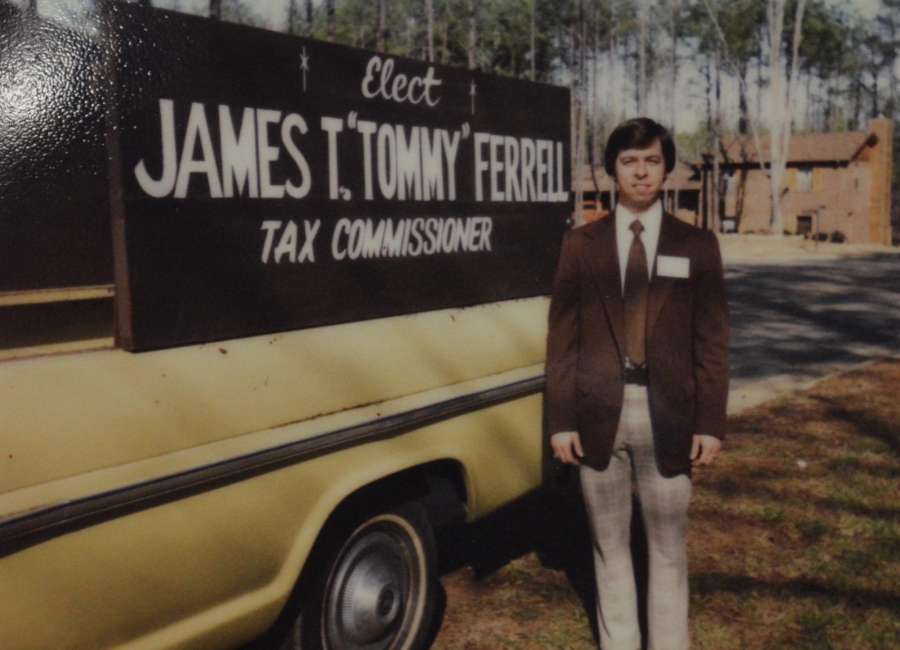 Elect
JAMES T. "TOMMY" FERRELL
TAX COMMISSIONER